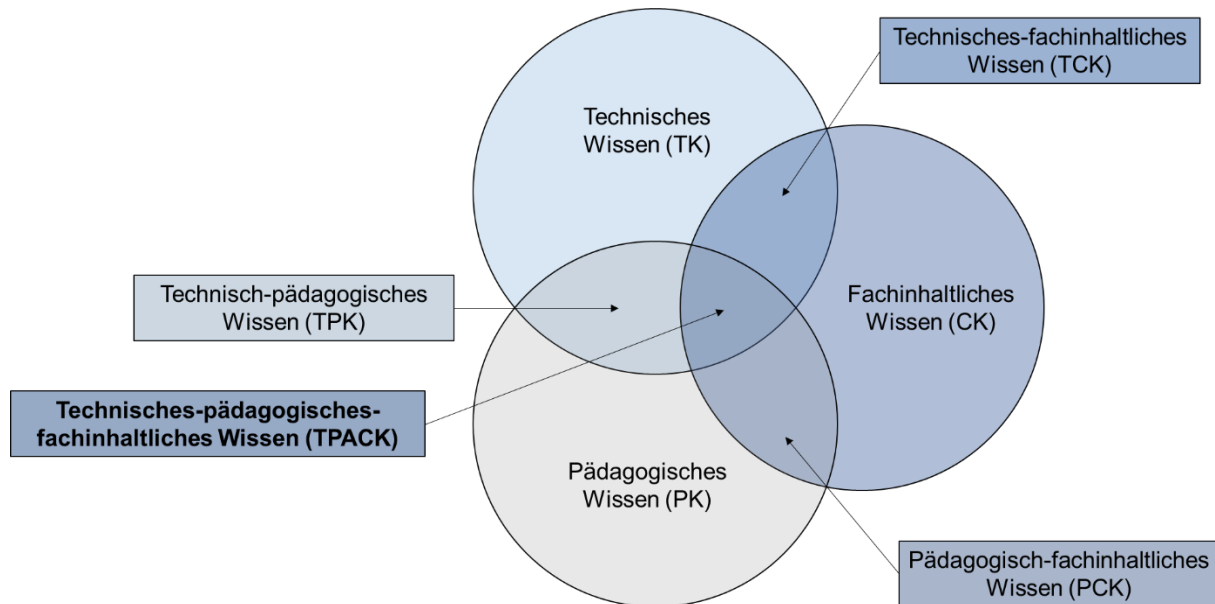 Technisches-fachinhaltliches
Wissen (TCK)
Technisches
Wissen (TK)
Technisch-pädagogisches
Wissen (TPK)
Fachinhaltliches
Wissen (CK)
Technisches-pädagogisches-
fachinhaltliches Wissen (TPACK)
Pädagogisches
Wissen (PK)
Pädagogisch-fachinhaltliches
Wissen (PCK)